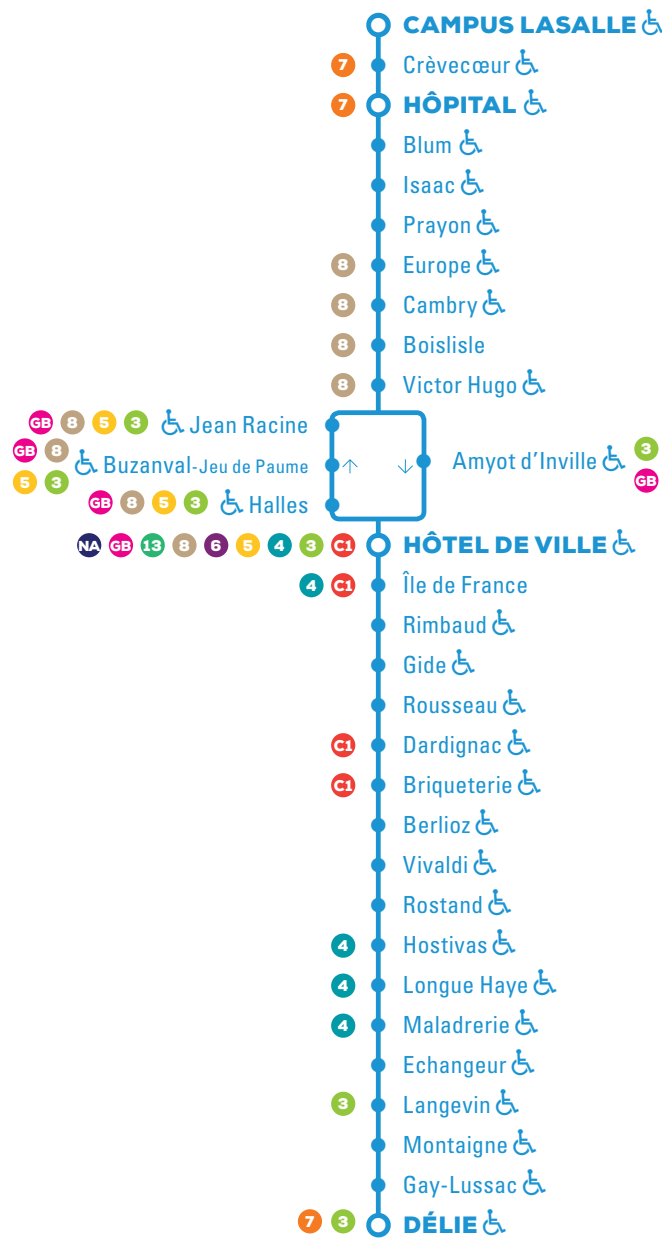 CAMPUS LASALLE
7 Crèvecœur
7 HÔPITAL
Blum
Isaac
Prayon
8 Europe
8 Cambry
8 Boislisle
8 Victor Hugo
GB 8 5 3 Jean Racine
GB 8
5 3
Buzanval-Jeu de Paume
↑ ↓
Amyot d'Inville
3
GB
GB 8 5 3 Halles
NA GB 13 8 6 5 4 3 C1 HÔTEL DE VILLE
4 C1 Île de France
Rimbaud
Gide
Rousseau
C1 Dardignac
C1 Briqueterie
Berlioz
Vivaldi
Rostand
4 Hostivas
4 Longue Haye
4 Maladrerie
Echangeur
3 Langevin
Montaigne
Gay-Lussac
7 3 DÉLIE